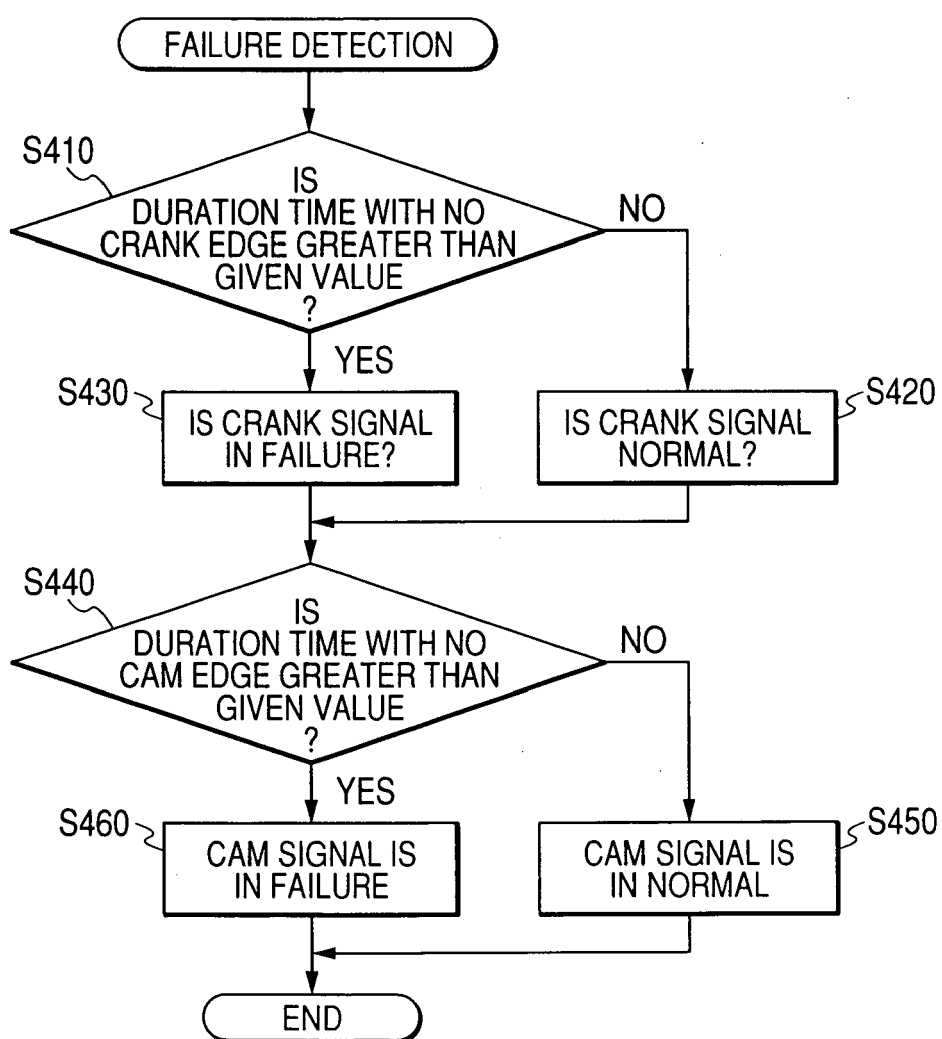 FAILURE DETECTION
S410
IS
DURATION TIME WITH NO
CRANK EDGE GREATER THAN
GIVEN VALUE
?
NO
YES
S430
IS CRANK SIGNAL
IN FAILURE?
S420
IS CRANK SIGNAL
NORMAL?
S440
IS
DURATION TIME WITH NO
CAM EDGE GREATER THAN
GIVEN VALUE
?
NO
YES
S460
CAM SIGNAL IS
IN FAILURE
S450
CAM SIGNAL IS
IN NORMAL
END